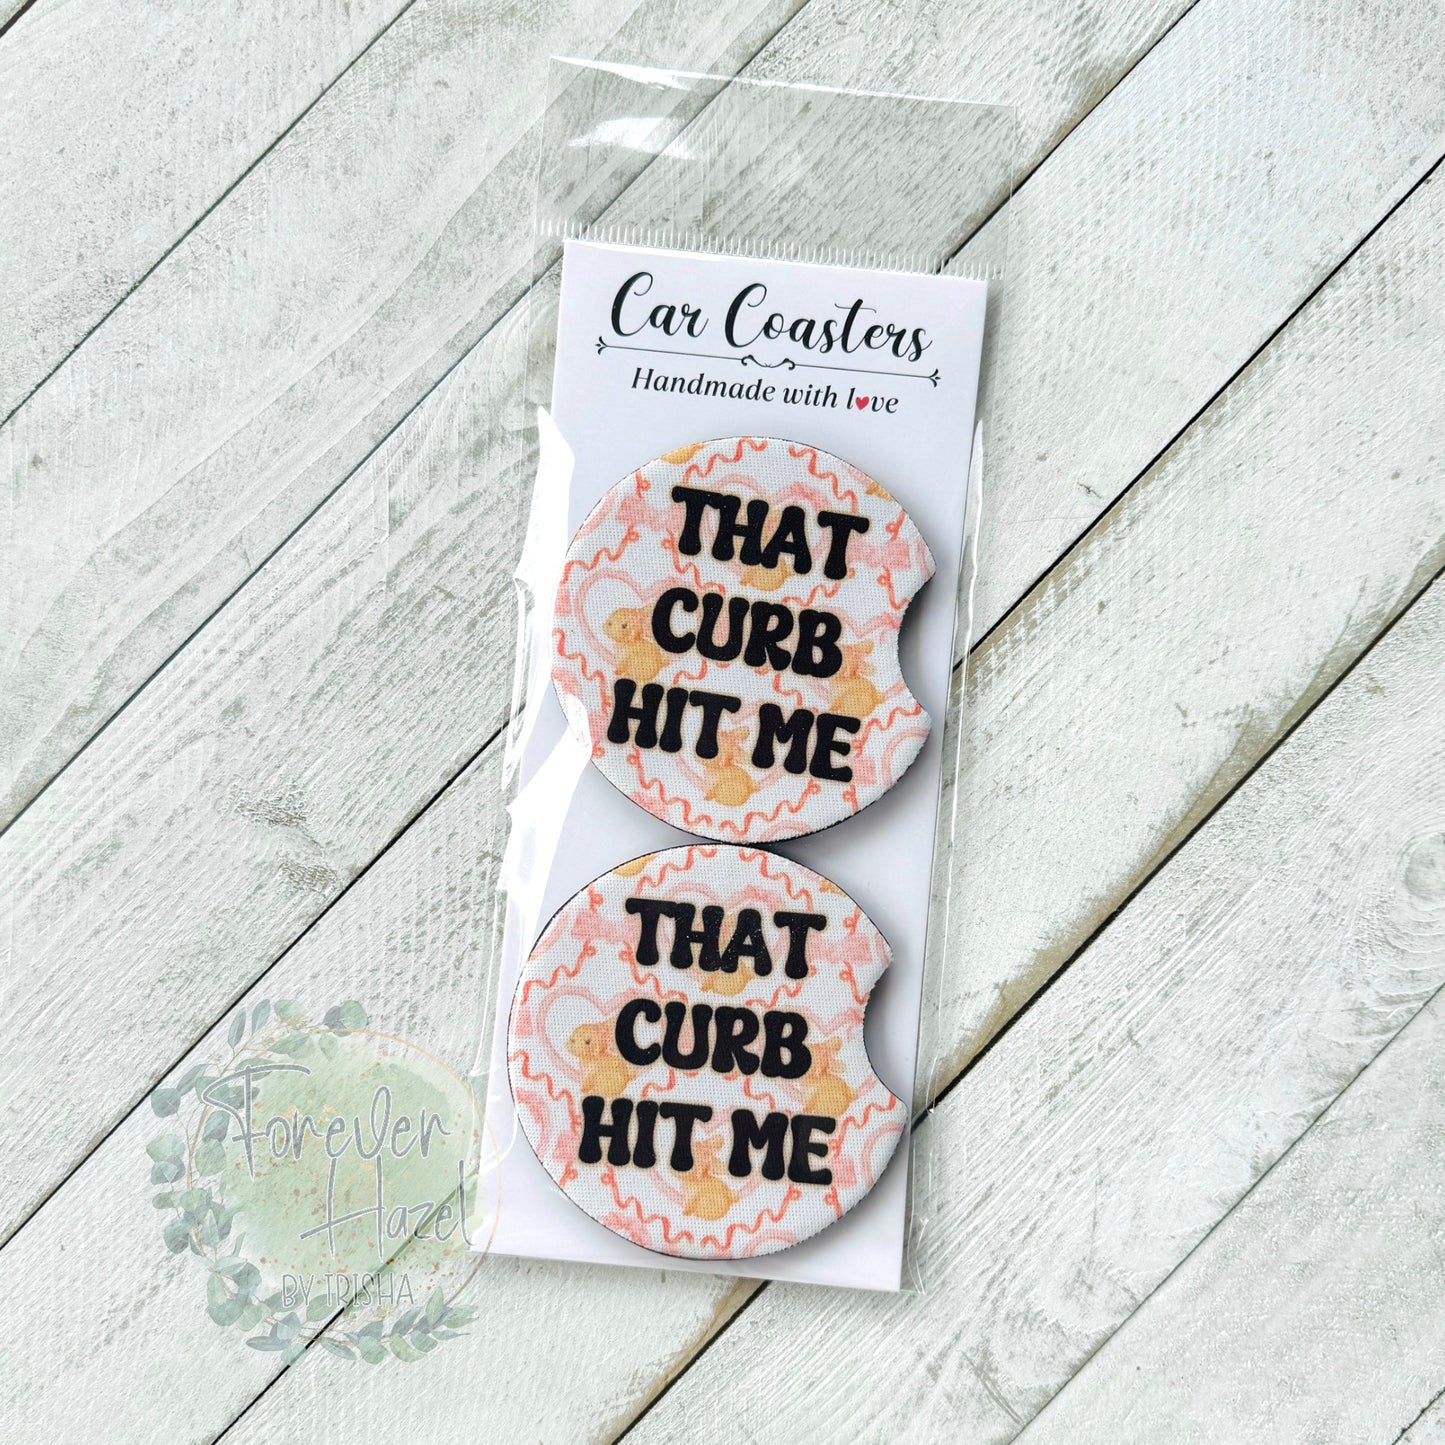 Car Coasters
Handmade with love
THAT
CURB
HIT ME
THAT
CURB
HIT ME
Forever
Hazel
BY TRISHA